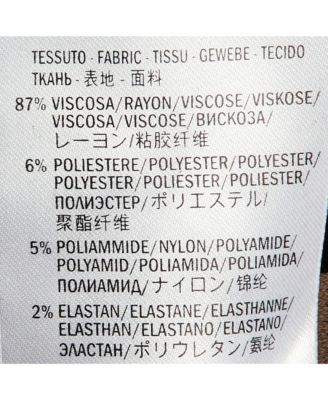 TESSUTO - FABRIC - TISSU - GEWEBE - TECIDO
ТКАНЬ - 表地 - 面料
87% VISCOSA/RAYON/VISCOSE/VISKOSE/
VISCOSA/VISCOSE/ВИСКОЗА/
レーヨン/粘胶纤维
6% POLIESTERE/POLYESTER/POLYESTER/
POLYESTER/POLIÉSTER/POLIESTER/
ПОЛИЭСТЕР/ポリエステル/
聚酯纤维
5% POLIAMMIDE/NYLON/POLYAMIDE/
POLYAMID/POLIAMIDA/POLIAMIDA/
ПОЛИАМИД/ナイロン/锦纶
2% ELASTAN/ELASTANE/ELASTHANNE/
ELASTHAN/ELASTANO/ELASTANO/
ЭЛАСТАН/ポリウレタン/氨纶